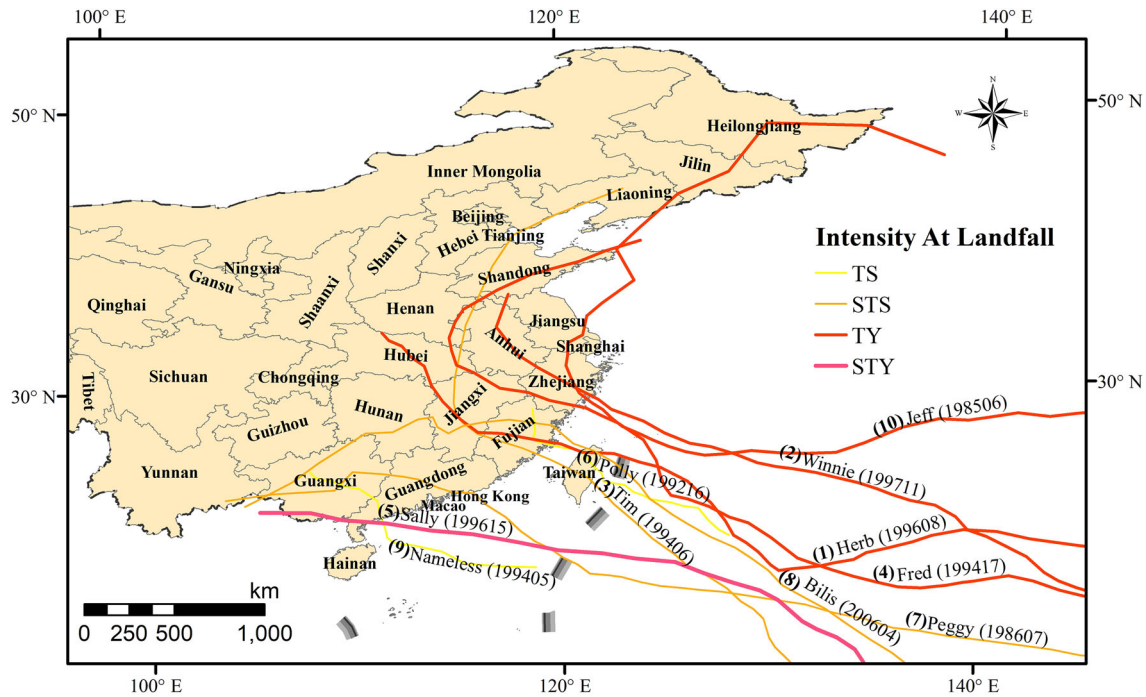 100° E
120° E
140° E
50° N
50° N
N
W
E
S
Heilongjiang
Jilin
Inner Mongolia
Liaoning
Beijing
Hebei
Tianjing
Intensity At Landfall
TS
STS
TY
STY
Shanxi
Ningxia
Gansu
Shandong
Qinghai
Shaanxi
Henan
Jiangsu
Anhui
Shanghai
Hubei
Sichuan
Chongqing
Zhejiang
Tibet
30° N
30° N
Hunan
Jiangxi
(10) Jeff (198506)
Guizhou
Fujian
(2) Winnie (199711)
Yunnan
Guangxi
Guangdong
Taiwan
(6) Polly (199216)
Hong Kong
Macao
(3) Tim (199406)
(5) Sally (199615)
(1) Herb (199608)
(9) Nameless (199405)
Hainan
(4) Fred (199417)
(8) Bilis (200604)
(7) Peggy (198607)
km
0 250 500 1,000
100° E
120° E
140° E